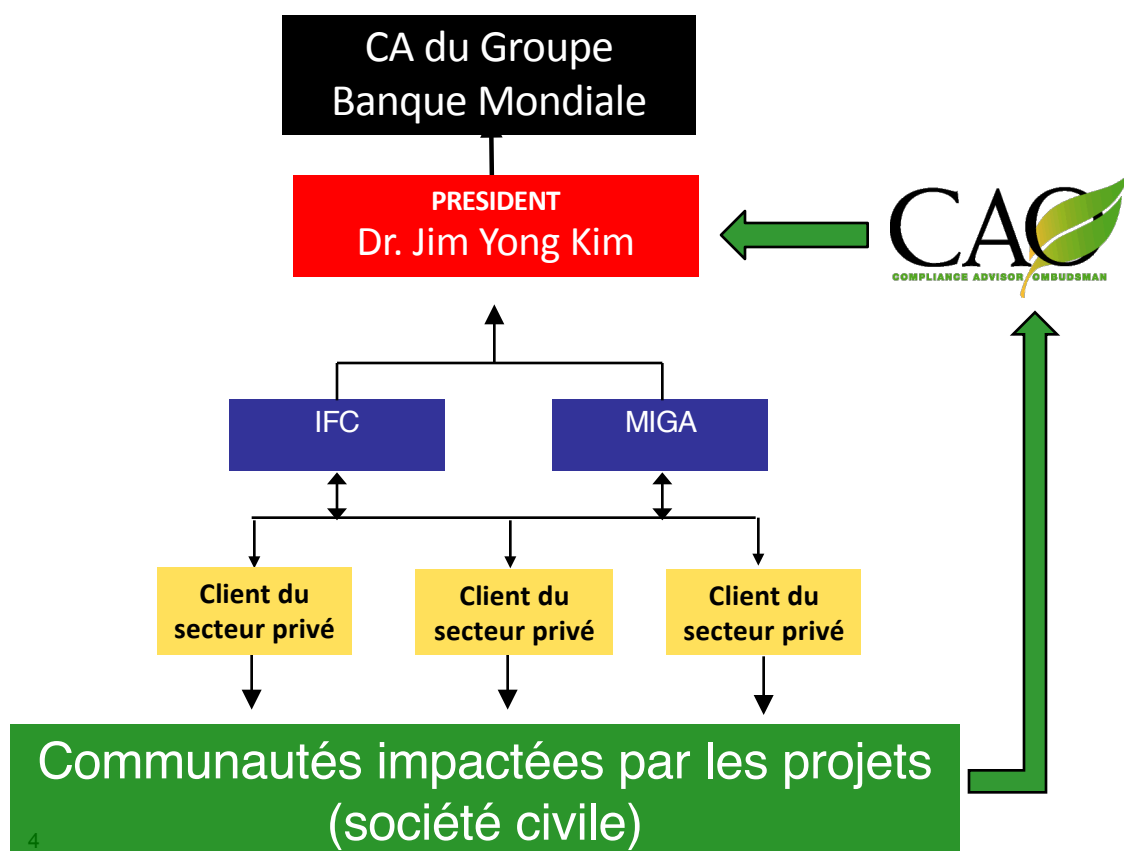 CA du Groupe
Banque Mondiale
PRESIDENT
Dr. Jim Yong Kim
CAO
COMPLIANCE ADVISOR OMBUDSMAN
IFC
MIGA
Client du
secteur privé
Client du
secteur privé
Client du
secteur privé
Communautés impactées par les projets
(société civile)
4